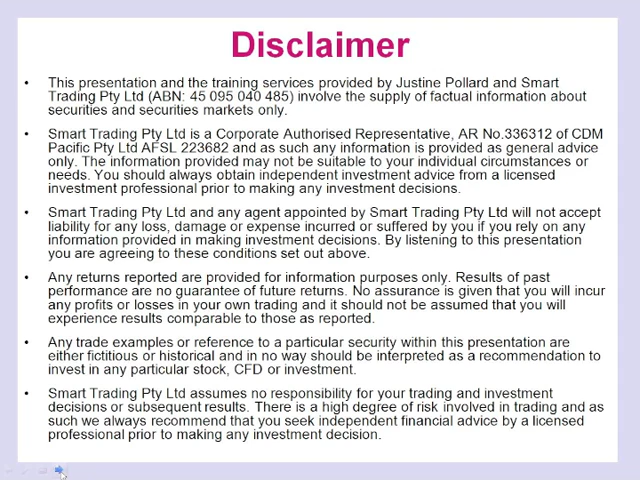 Disclaimer
• This presentation and the training services provided by Justine Pollard and Smart
Trading Pty Ltd (ABN: 45 095 040 485) involve the supply of factual information about
securities and securities markets only.
• Smart Trading Pty Ltd is a Corporate Authorised Representative, AR No.336312 of CDM
Pacific Pty Ltd AFSL 223682 and as such any information is provided as general advice
only. The information provided may not be suitable to your individual circumstances or
needs. You should always obtain independent investment advice from a licensed
investment professional prior to making any investment decisions.
• Smart Trading Pty Ltd and any agent appointed by Smart Trading Pty Ltd will not accept
liability for any loss, damage or expense incurred or suffered by you if you rely on any
information provided in making investment decisions. By listening to this presentation
you are agreeing to these conditions set out above.
• Any returns reported are provided for information purposes only. Results of past
performance are no guarantee of future returns. No assurance is given that you will incur
any profits or losses in your own trading and it should not be assumed that you will
experience results comparable to those as reported.
• Any trade examples or reference to a particular security within this presentation are
either fictitious or historical and in no way should be interpreted as a recommendation to
invest in any particular stock, CFD or investment.
• Smart Trading Pty Ltd assumes no responsibility for your trading and investment
decisions or subsequent results. There is a high degree of risk involved in trading and as
such we always recommend that you seek independent financial advice by a licensed
professional prior to making any investment decision.